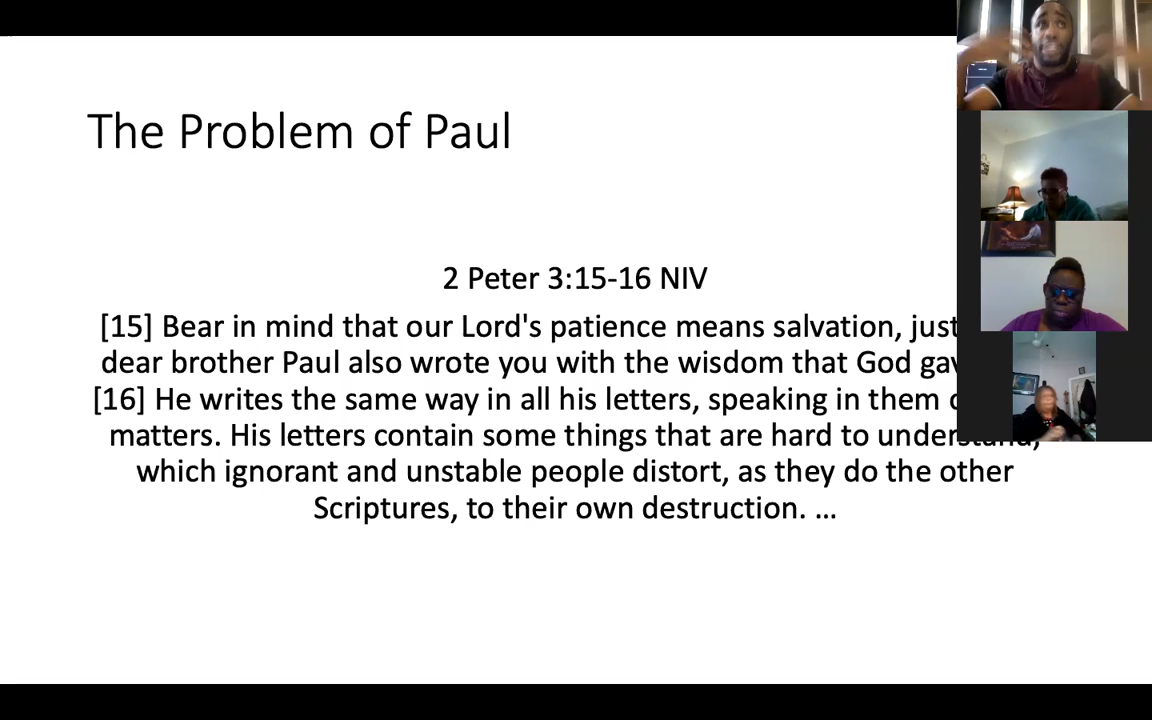 The Problem of Paul
2 Peter 3:15-16 NIV
[15] Bear in mind that our Lord's patience means salvation, just
dear brother Paul also wrote you with the wisdom that God
[16] He writes the same way in all his letters, speaking in them
matters. His letters contain some things that are hard to understand,
which ignorant and unstable people distort, as they do the other
Scriptures, to their own destruction. ...